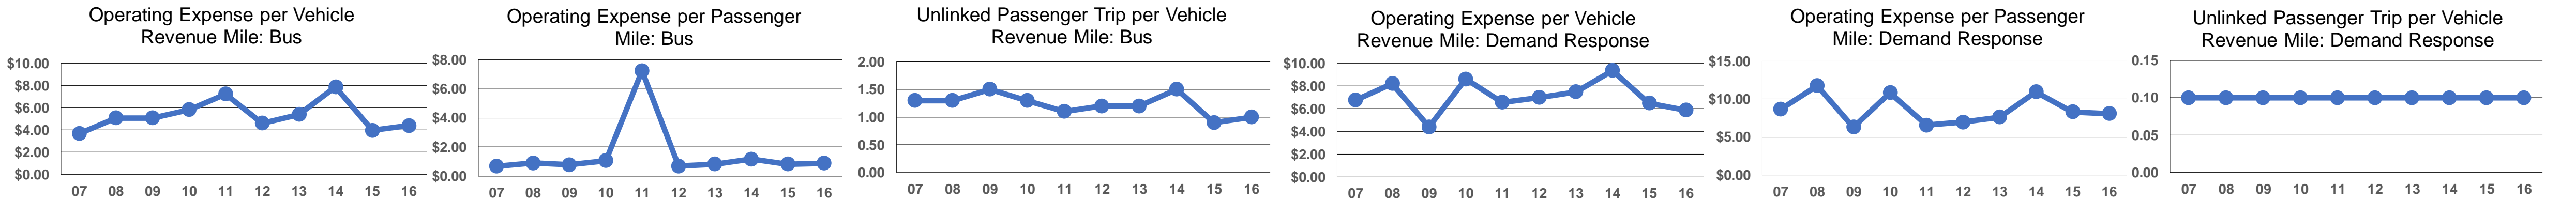 Operating Expense per Vehicle
Revenue Mile: Bus
$10.00
$8.00
$6.00
$4.00
$2.00
$0.00
07 08 09 10 11 12 13 14 15 16
Operating Expense per Passenger
Mile: Bus
$8.00
$6.00
$4.00
$2.00
$0.00
07 08 09 10 11 12 13 14 15 16
Unlinked Passenger Trip per Vehicle
Revenue Mile: Bus
2.00
1.50
1.00
0.50
0.00
07 08 09 10 11 12 13 14 15 16
Operating Expense per Vehicle
Revenue Mile: Demand Response
$10.00
$8.00
$6.00
$4.00
$2.00
$0.00
07 08 09 10 11 12 13 14 15 16
Operating Expense per Passenger
Mile: Demand Response
$15.00
$10.00
$5.00
$0.00
07 08 09 10 11 12 13 14 15 16
Unlinked Passenger Trip per Vehicle
Revenue Mile: Demand Response
0.15
0.10
0.05
0.00
07 08 09 10 11 12 13 14 15 16